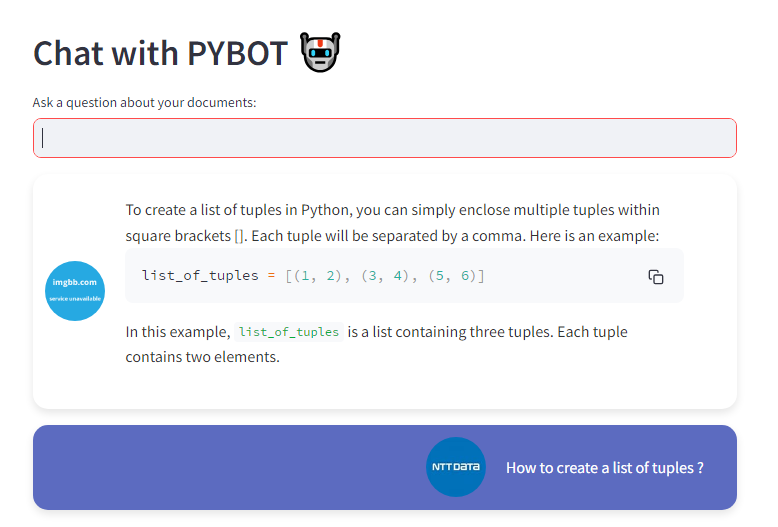 Chat with PYBOT
Ask a question about your documents:
To create a list of tuples in Python, you can simply enclose multiple tuples within
square brackets []. Each tuple will be separated by a comma. Here is an example:
list_of_tuples = [(1, 2), (3, 4), (5, 6)]
imgbb.com
service unavailable
In this example, list_of_tuples is a list containing three tuples. Each tuple
contains two elements.
NTT DATA
How to create a list of tuples ?